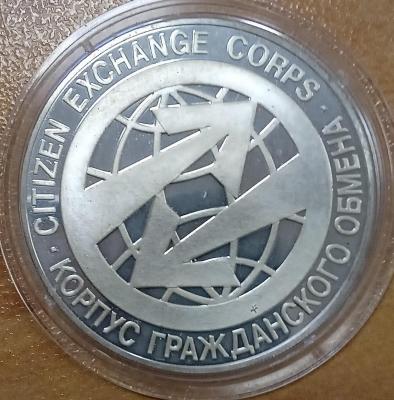 CITIZEN EXCHANGE CORPS
КОРПУС ГРАЖДАНСКОГО ОБМЕНА